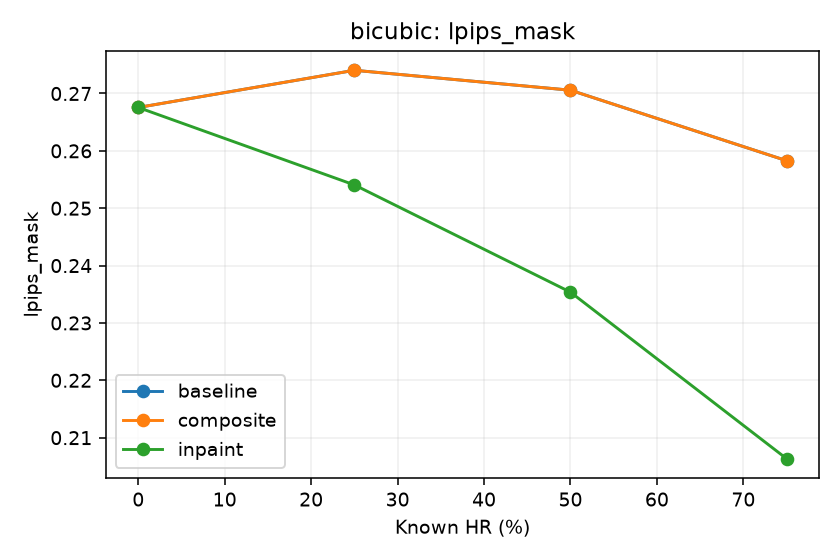 bicubic: lpips_mask
lpips_mask
0.27
0.26
0.25
0.24
0.23
0.22
0.21
baseline
composite
inpaint
0 10 20 30 40 50 60 70
Known HR (%)